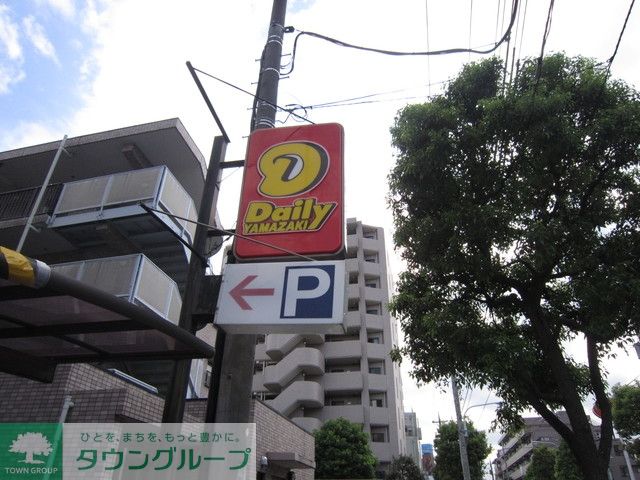 D
Daily
YAMAZAKI
P
ひとを、まちを、もっと豊かに。
TOWN GROUP
タウングループ